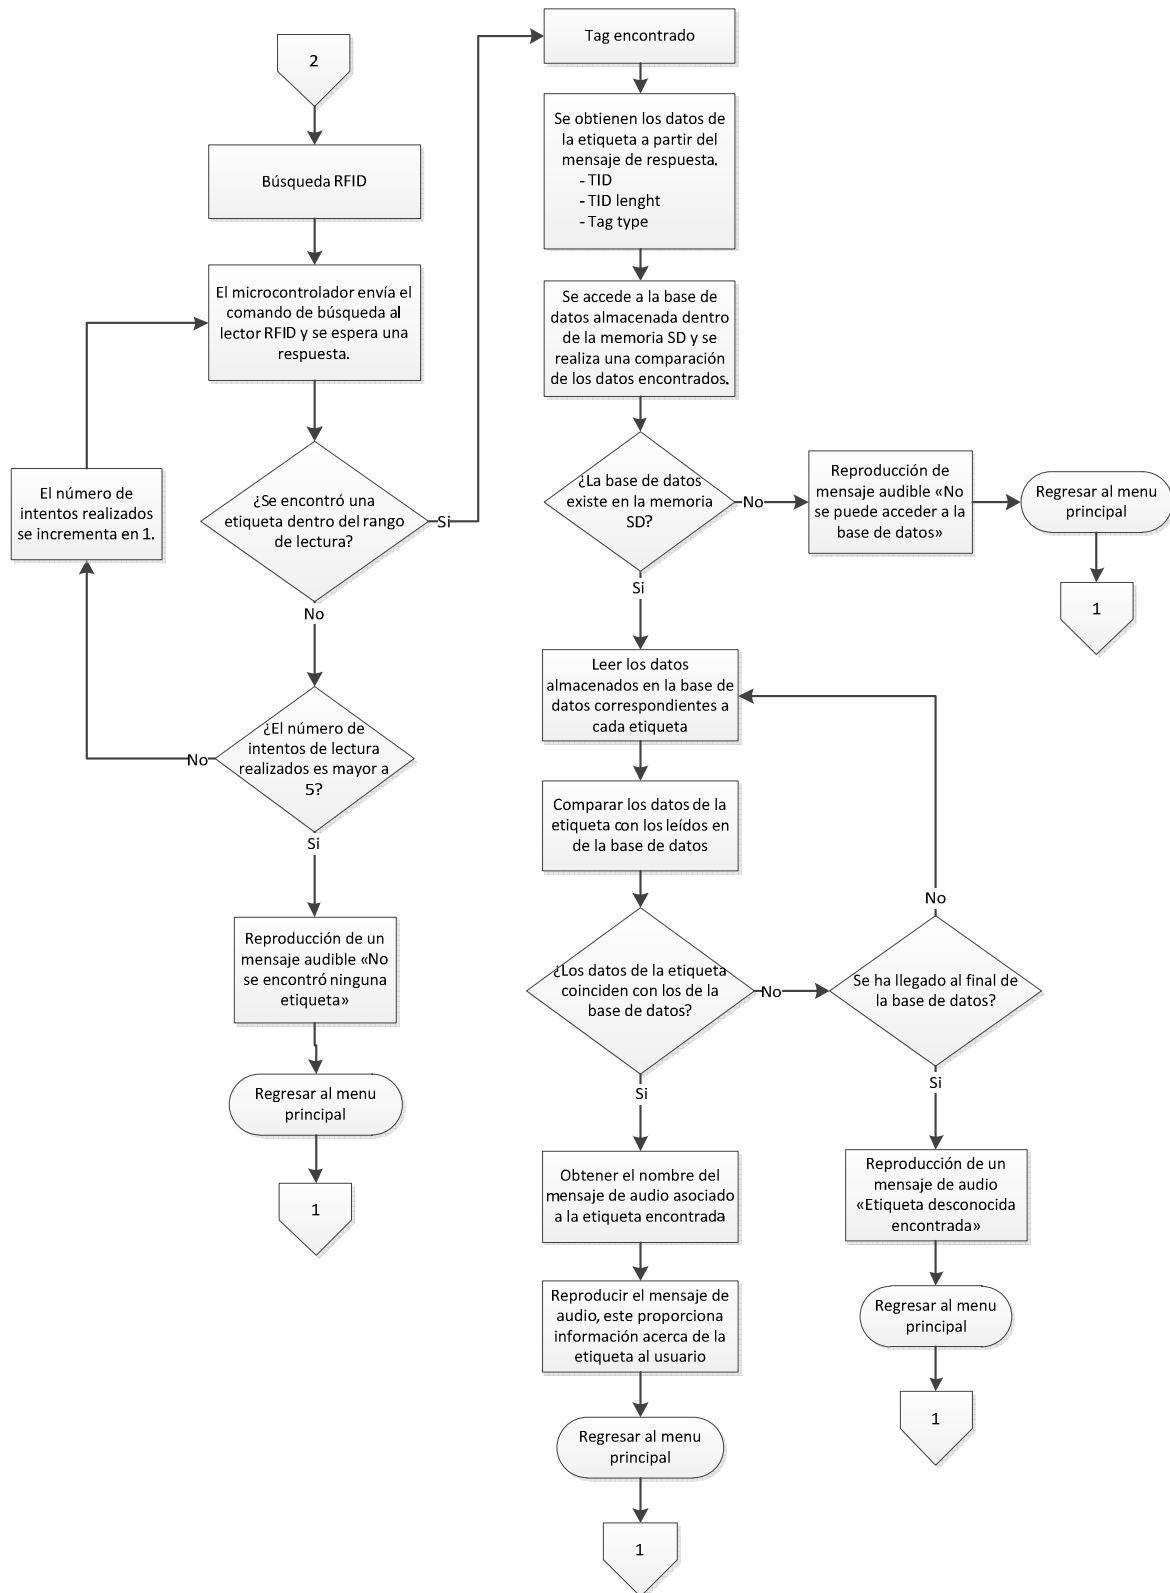 2
Búsqueda RFID
El microcontrolador envía el
comando de búsqueda al
lector RFID y se espera una
respuesta.
¿Se encontró una
etiqueta dentro del rango
de lectura?
Si
No
El número de
intentos realizados
se incrementa en 1.
¿El número de
intentos de lectura
realizados es mayor a
5?
No
Si
Reproducción de un
mensaje audible «No
se encontró ninguna
etiqueta»
Regresar al menu
principal
1
Tag encontrado
Se obtienen los datos de
la etiqueta a partir del
mensaje de respuesta.
- TID
- TID lenght
- Tag type
Se accede a la base de
datos almacenada dentro
de la memoria SD y se
realiza una comparación
de los datos encontrados.
¿La base de datos
existe en la memoria
SD?
No
Reproducción de
mensaje audible «No
se puede acceder a la
base de datos»
Regresar al menu
principal
1
Si
Leer los datos
almacenados en la base de
datos correspondientes a
cada etiqueta
Comparar los datos de la
etiqueta con los leídos en
de la base de datos
¿Los datos de la etiqueta
coinciden con los de la
base de datos?
No
Se ha llegado al final de
la base de datos?
No
Si
Reproducción de un
mensaje de audio
«Etiqueta desconocida
encontrada»
Regresar al menu
principal
1
Si
Obtener el nombre del
mensaje de audio asociado
a la etiqueta encontrada
Reproducir el mensaje de
audio, este proporciona
información acerca de la
etiqueta al usuario
Regresar al menu
principal
1